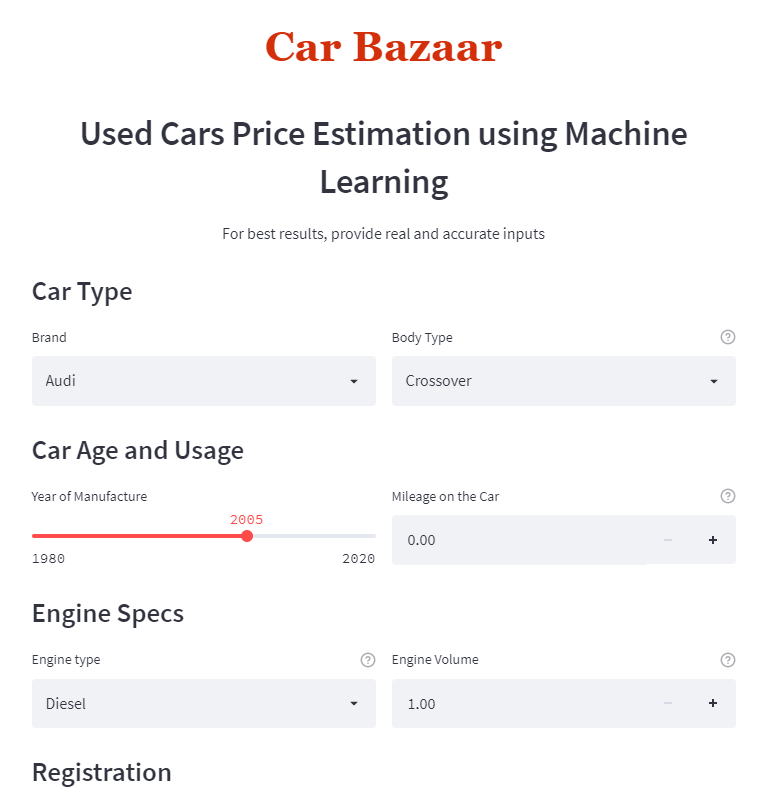 Car Bazaar
Used Cars Price Estimation using Machine
Learning
For best results, provide real and accurate inputs
Car Type
Brand
Body Type
Audi
Crossover
Car Age and Usage
Year of Manufacture
Mileage on the Car
2005
0.00
1980
2020
Engine Specs
Engine type
Engine Volume
Diesel
1.00
Registration